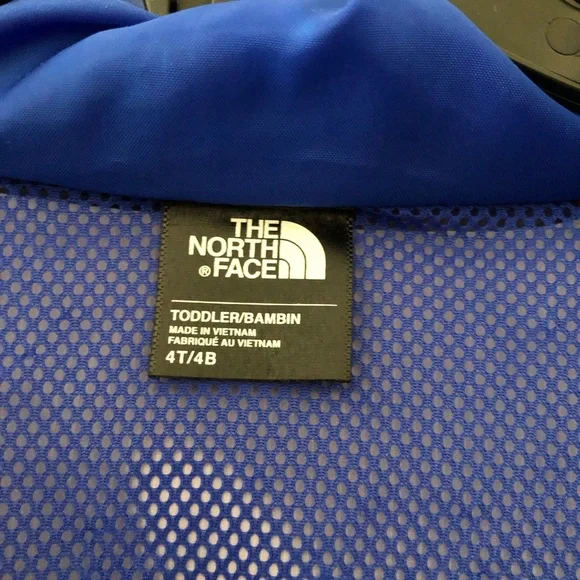 THE
NORTH
® FACE
TODDLER/BAMBIN
MADE IN VIETNAM
FABRIQUÉ AU VIETNAM
4T/4B